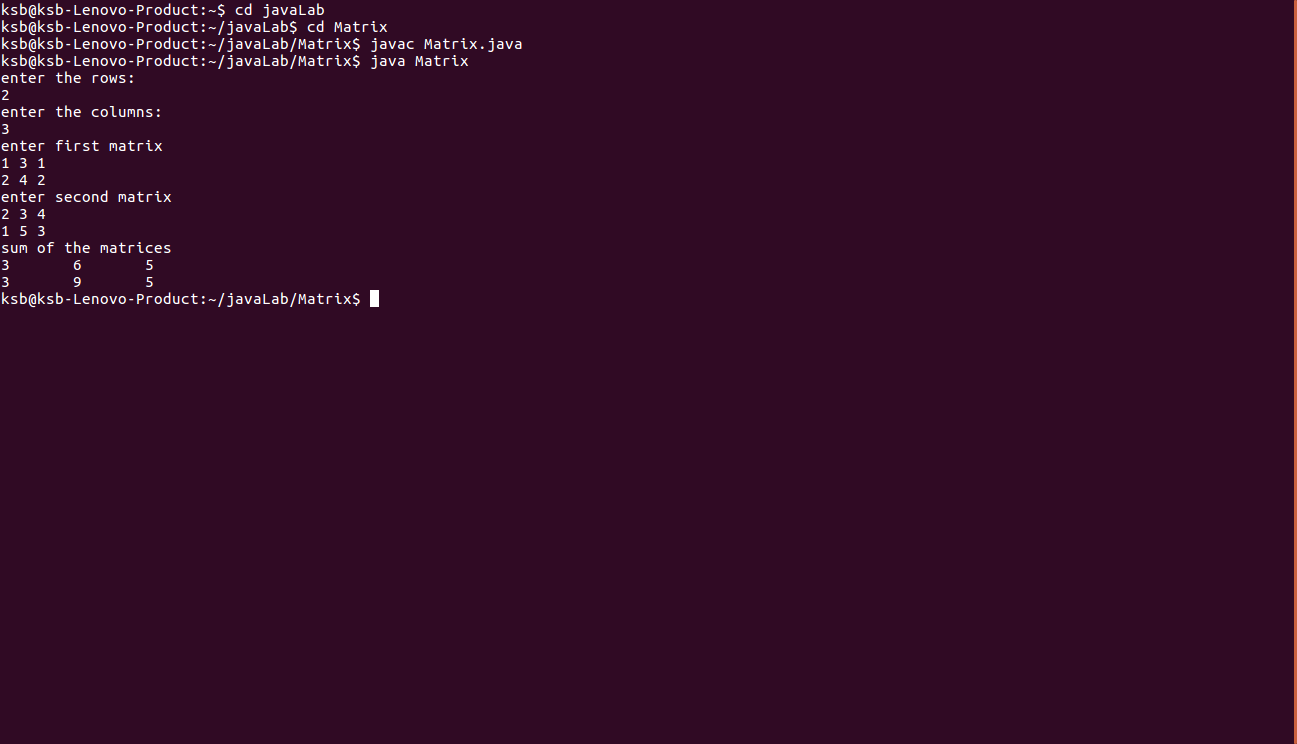 ksb@ksb-Lenovo-Product:~$ cd javaLab
ksb@ksb-Lenovo-Product:~/javaLab$ cd Matrix
ksb@ksb-Lenovo-Product:~/javaLab/Matrix$ javac Matrix.java
ksb@ksb-Lenovo-Product:~/javaLab/Matrix$ java Matrix
enter the rows:
2
enter the columns:
3
enter first matrix
1 3 1
2 4 2
enter second matrix
2 3 4
1 5 3
sum of the matrices
3       6       5
3       9       5
ksb@ksb-Lenovo-Product:~/javaLab/Matrix$